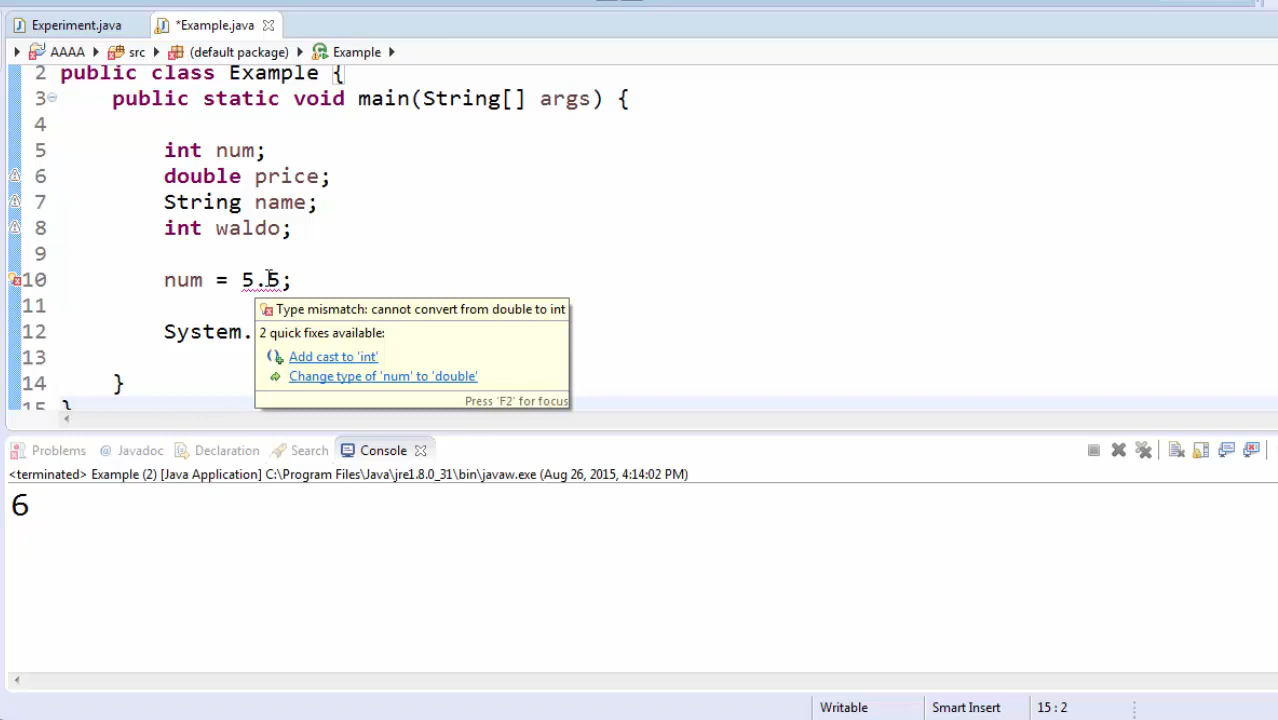 Experiment.java *Example.java
AAAA src (default package) Example
2 public class Example {
3 public static void main(String[] args) {
4
5 int num;
6 double price;
7 String name;
8 int waldo;
9
10 num = 5.5;
11
Type mismatch: cannot convert from double to int
12 System.
2 quick fixes available:
Add cast to 'int'
13
Change type of 'num' to 'double'
14 }
Press 'F2' for focus
15 }
Problems @ Javadoc Declaration Search Console
<terminated> Example (2) [Java Application] C:\Program Files\Java\jre1.8.0_31\bin\javaw.exe (Aug 26, 2015, 4:14:02 PM)
6
Writable Smart Insert 15 : 2